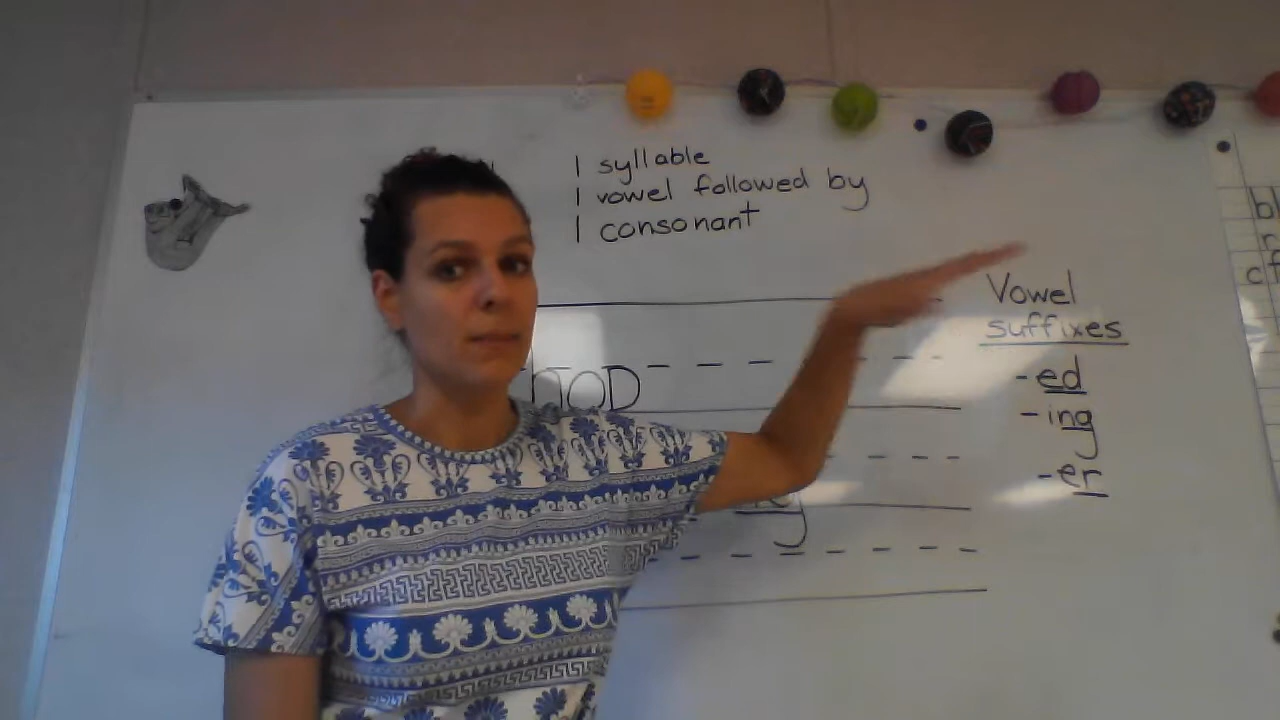 1 syllable
1 vowel followed by
1 consonant
Vowel
suffixes
-ed
-ing
-er